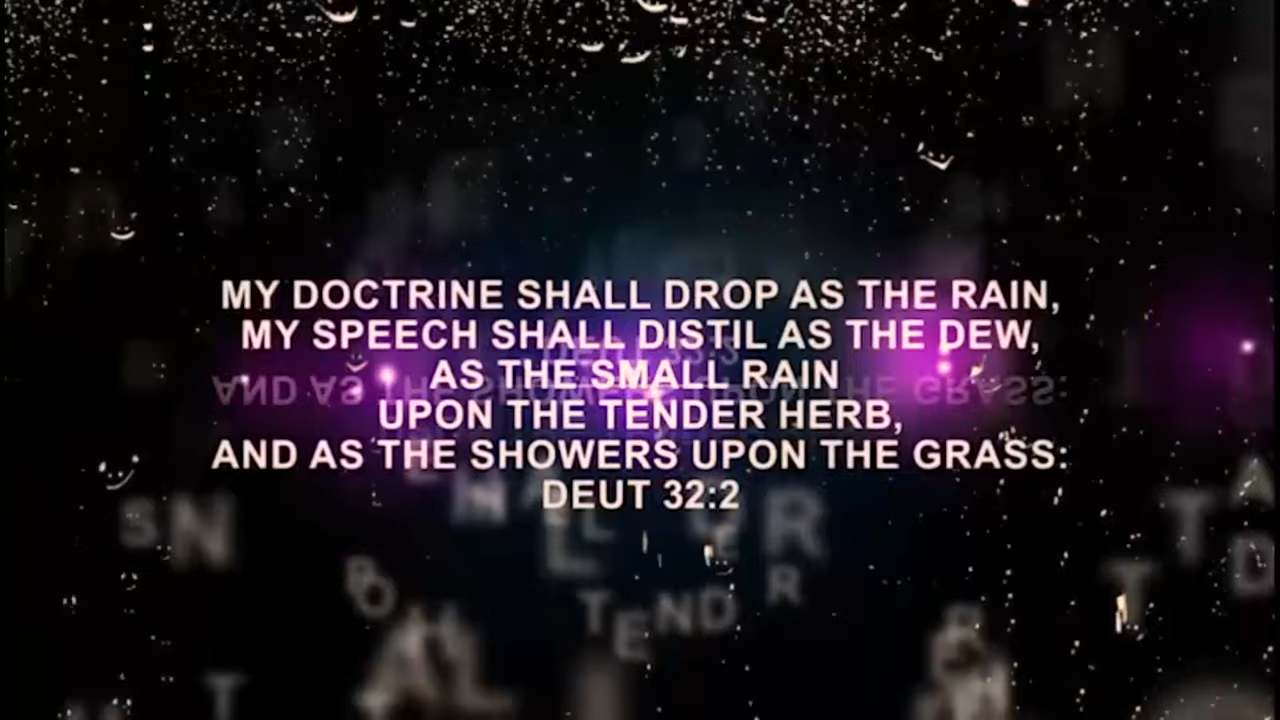 MY DOCTRINE SHALL DROP AS THE RAIN,
MY SPEECH SHALL DISTIL AS THE DEW,
AS THE SMALL RAIN
UPON THE TENDER HERB,
AND AS THE SHOWERS UPON THE GRASS:
DEUT 32:2